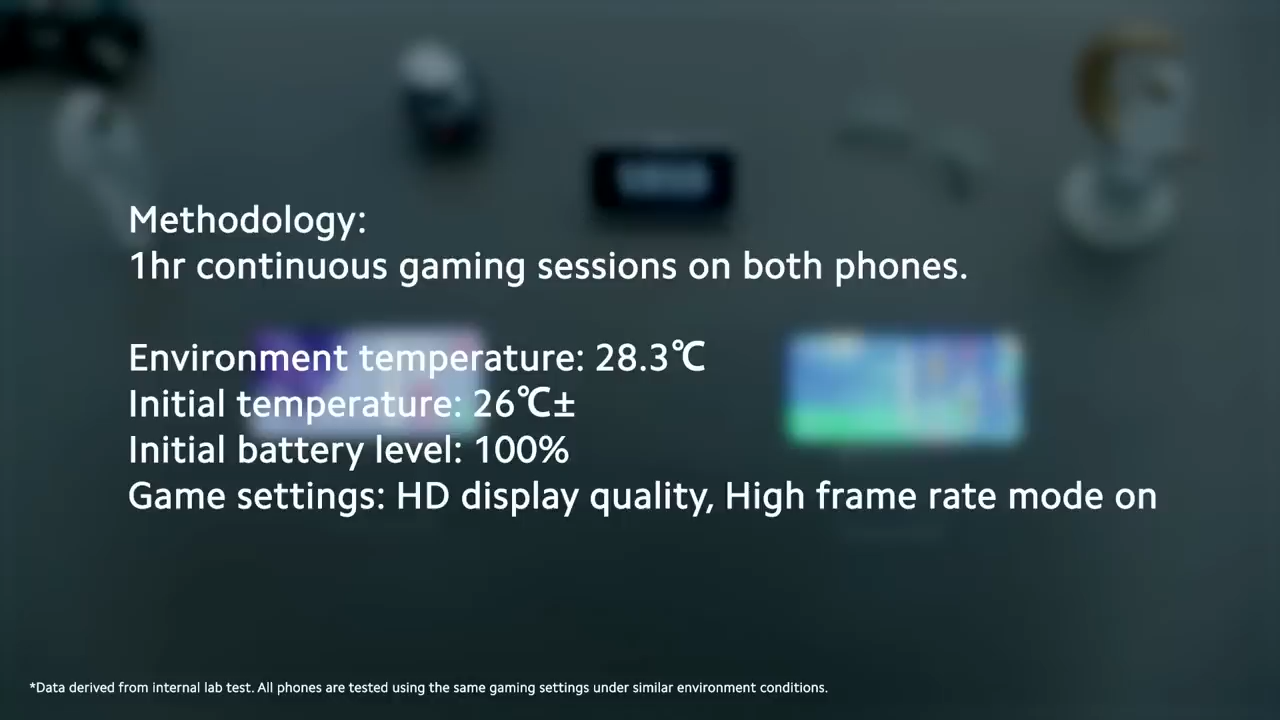 Methodology:
1hr continuous gaming sessions on both phones.
Environment temperature: 28.3℃
Initial temperature: 26℃±
Initial battery level: 100%
Game settings: HD display quality, High frame rate mode on
*Data derived from internal lab test. All phones are tested using the same gaming settings under similar environment conditions.